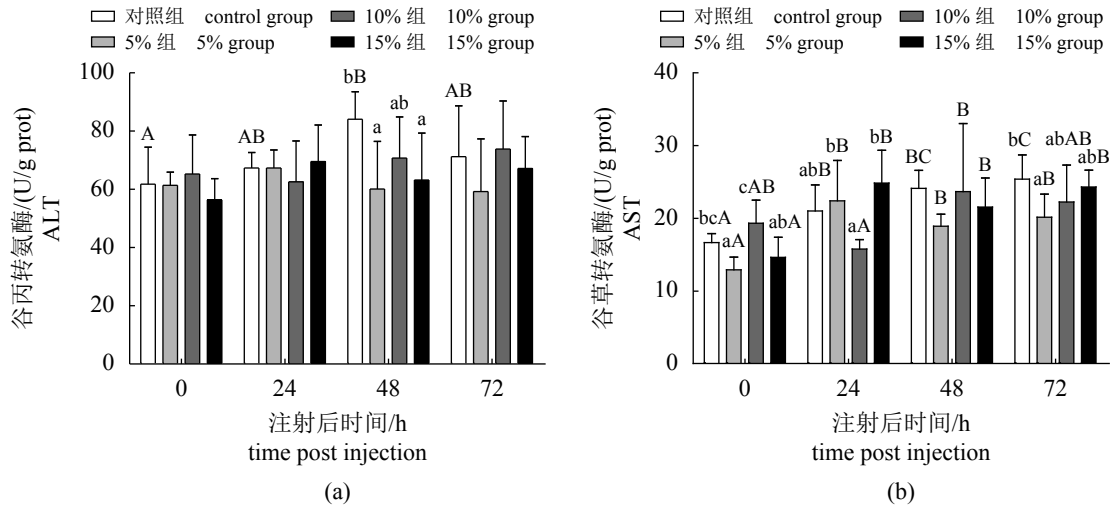 对照组 control group 10% 组 10% group
5% 组 5% group 15% 组 15% group
100
80
60
40
20
0
谷丙转氨酶/(U/g prot)
ALT
A
AB
bB
a
ab
a
AB
0 24 48 72
注射后时间/h
time post injection
(a)
对照组 control group 10% 组 10% group
5% 组 5% group 15% 组 15% group
40
30
20
10
0
谷草转氨酶/(U/g prot)
AST
bcA
aA
cAB
abA
abB
bB
aA
bB
BC
B
B
B
bC
aB
abAB
abB
0 24 48 72
注射后时间/h
time post injection
(b)